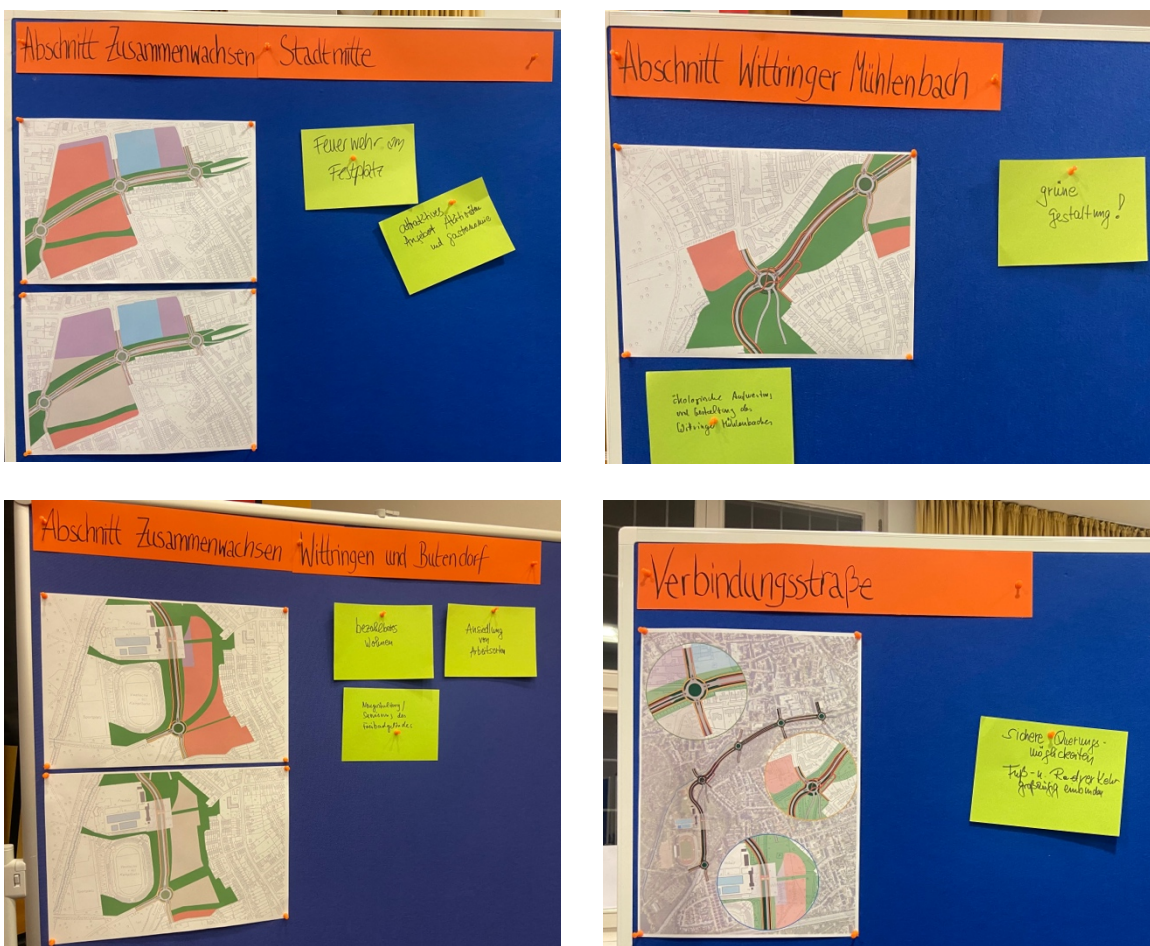 Abschnitt Zusammenwachsen Stadtmitte
Feuerwehr am
Festplatz
attraktives
Angebot Aktivitäten
und Gastronomie
Abschnitt Wittringer Mühlenbach
grüne
gestaltung!
ökologische Aufwertung
und Gestaltung des
Wittringer Mühlenbaches
Abschnitt Zusammenwachsen Wittringen und Butendorf
bezahlbares
Wohnen
Ansiedlung
von
Arbeitsorten
Neugestaltung/
Sanierung des
Freibadgeländes
Verbindungsstraße
Sichere Querungs-
möglichkeiten
Fuß- u. Radverkehr
großzügig einbinden